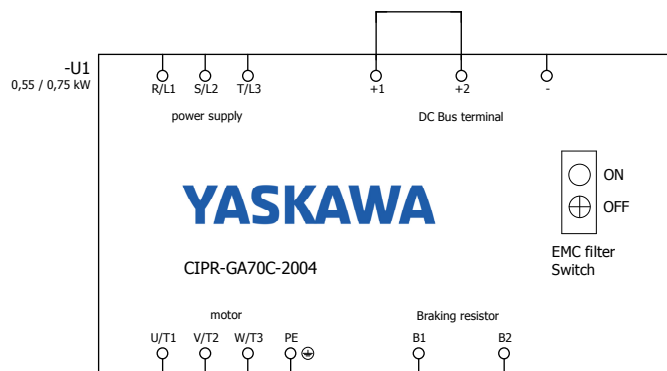 -U1
0,55 / 0,75 kW
R/L1 S/L2 T/L3 +1 +2 -
power supply DC Bus terminal
ON
YASKAWA
OFF
EMC filter
Switch
CIPR-GA70C-2004
motor Braking resistor
U/T1 V/T2 W/T3 PE B1 B2